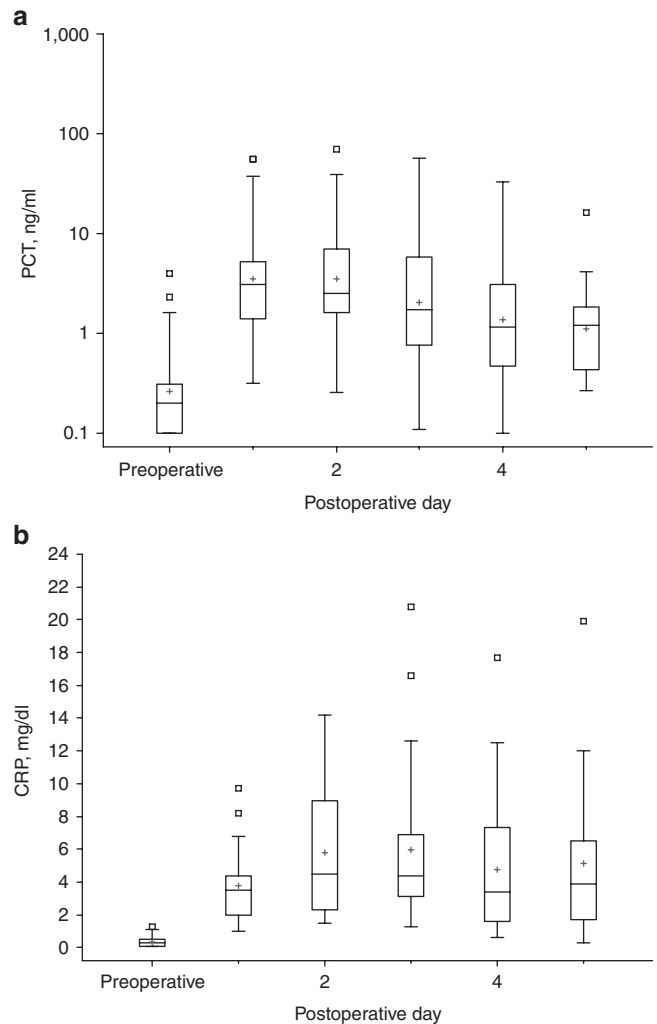 a
1,000
100
10
1
0.1
PCT, ng/ml
Preoperative 2 4
Postoperative day
b
24
22
20
18
16
14
12
10
8
6
4
2
0
CRP, mg/dl
Preoperative 2 4
Postoperative day